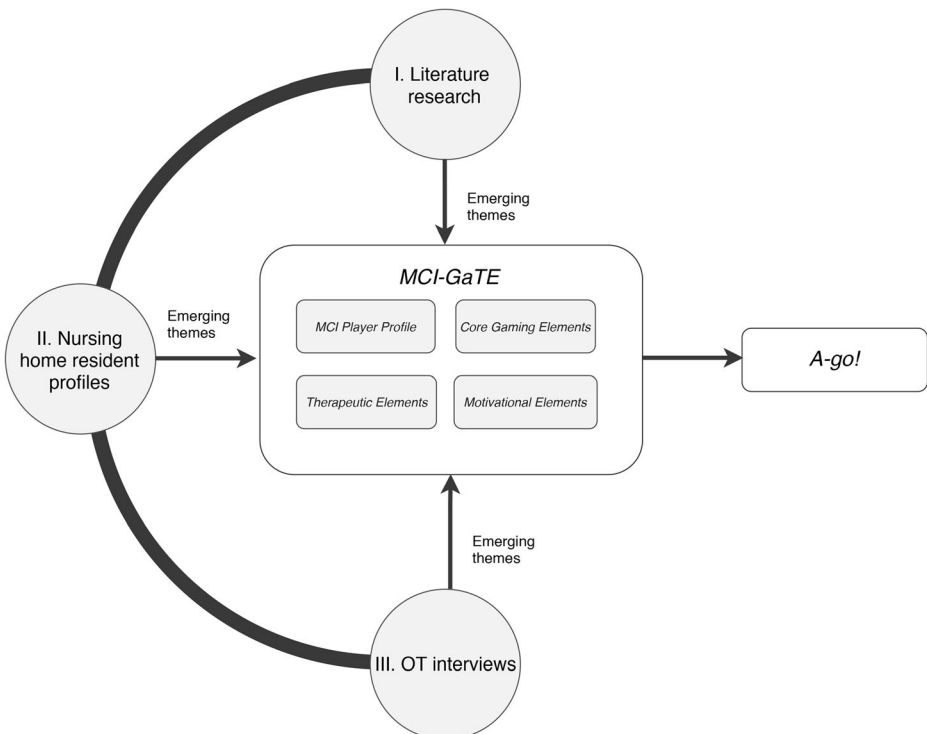 I. Literature
research
Emerging
themes
MCI-GaTE
MCI Player Profile
Core Gaming Elements
II. Nursing
home resident
profiles
Emerging
themes
A-go!
Therapeutic Elements
Motivational Elements
Emerging
themes
III. OT interviews